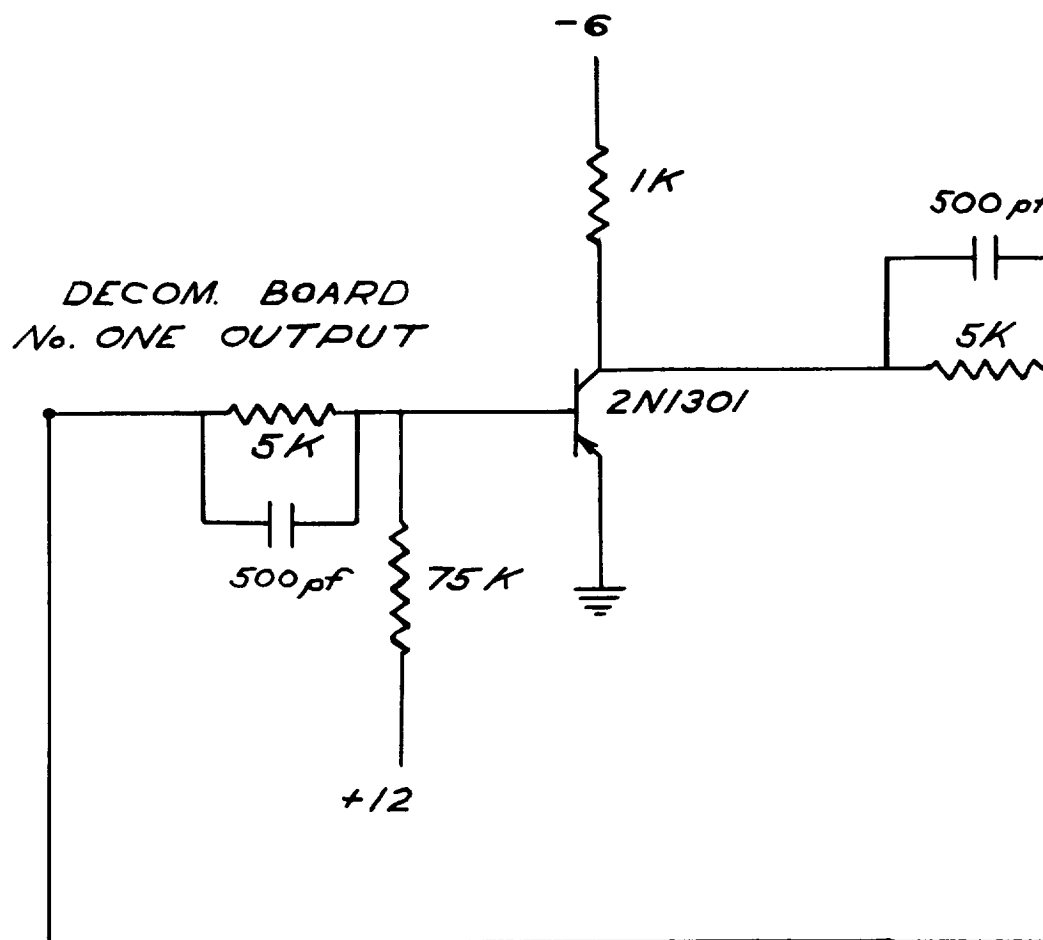 -6
1K
500 pf
DECOM. BOARD
No. ONE OUTPUT
5K
2N1301
5K
500 pf
75K
+12